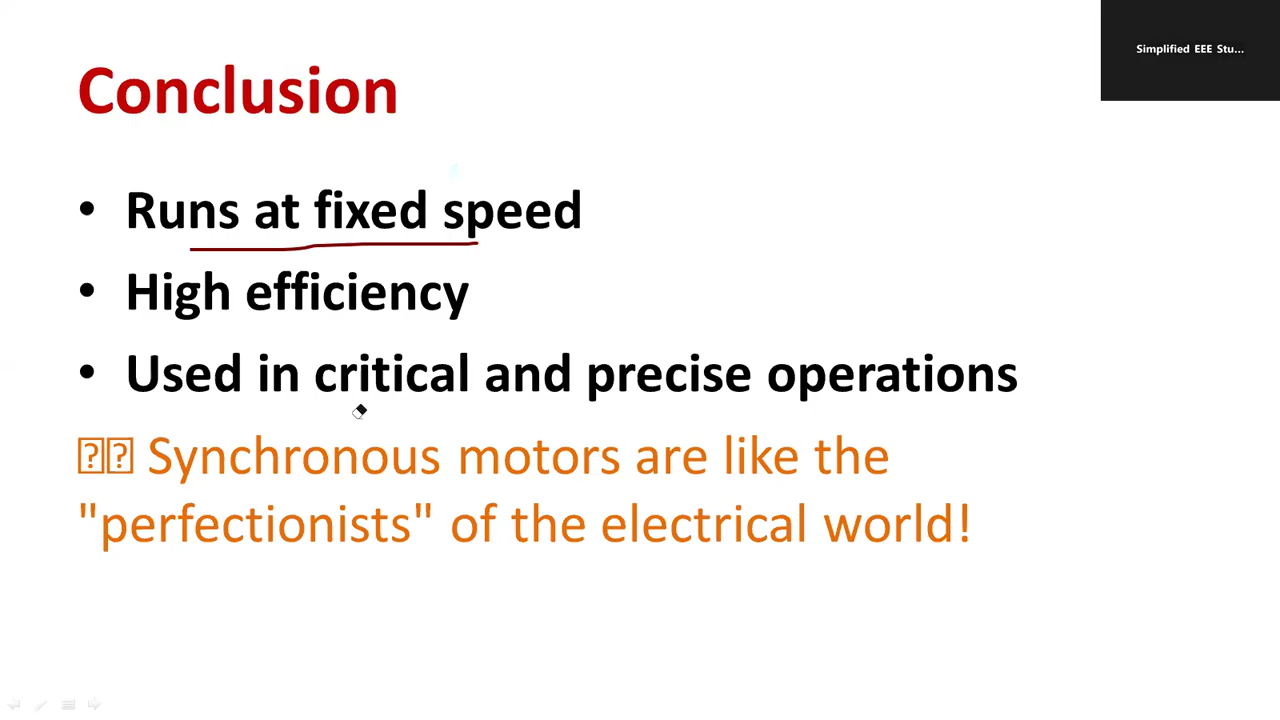 Simplified EEE Stu...
Conclusion
• Runs at fixed speed
• High efficiency
• Used in critical and precise operations
Synchronous motors are like the
"perfectionists" of the electrical world!